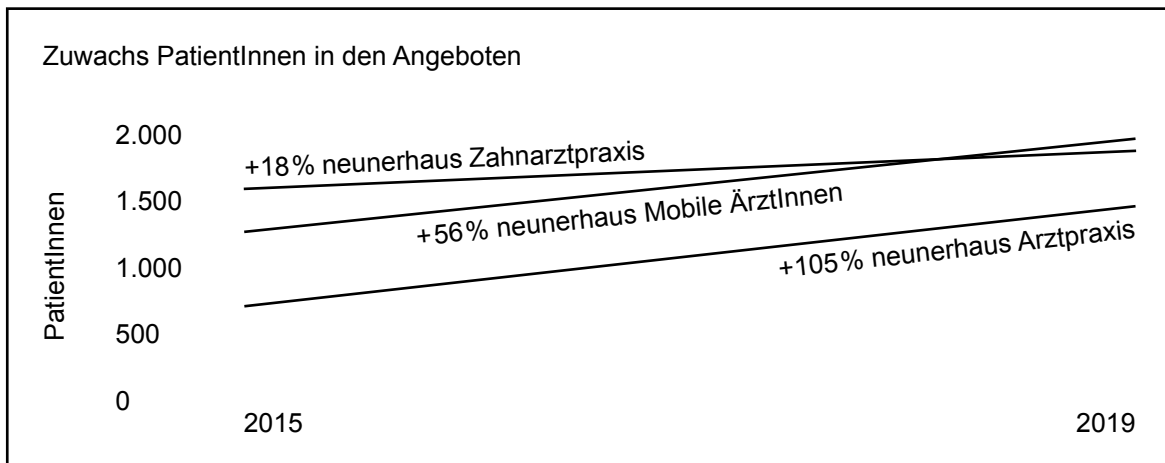 Zuwachs PatientInnen in den Angeboten
PatientInnen
2.000
1.500
1.000
500
0
+18% neunerhaus Zahnarztpraxis
+56% neunerhaus Mobile ÄrztInnen
+105% neunerhaus Arztpraxis
2015
2019